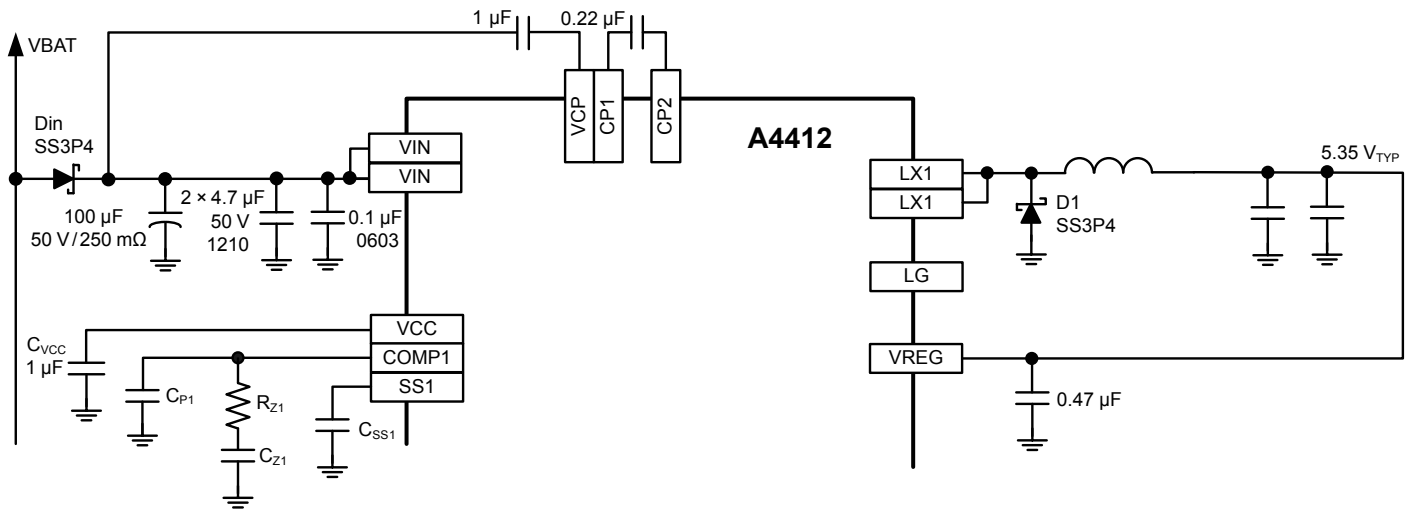 1 µF
0.22 µF
VBAT
VCP
CP1
CP2
A4412
Din
SS3P4
VIN
VIN
100 µF
50 V/250 mΩ
2 × 4.7 µF
50 V
1210
0.1 µF
0603
LX1
LX1
D1
SS3P4
5.35 VTYP
LG
VREG
0.47 µF
VCC
COMP1
SS1
CVCC
1 µF
CP1
RZ1
CZ1
CSS1